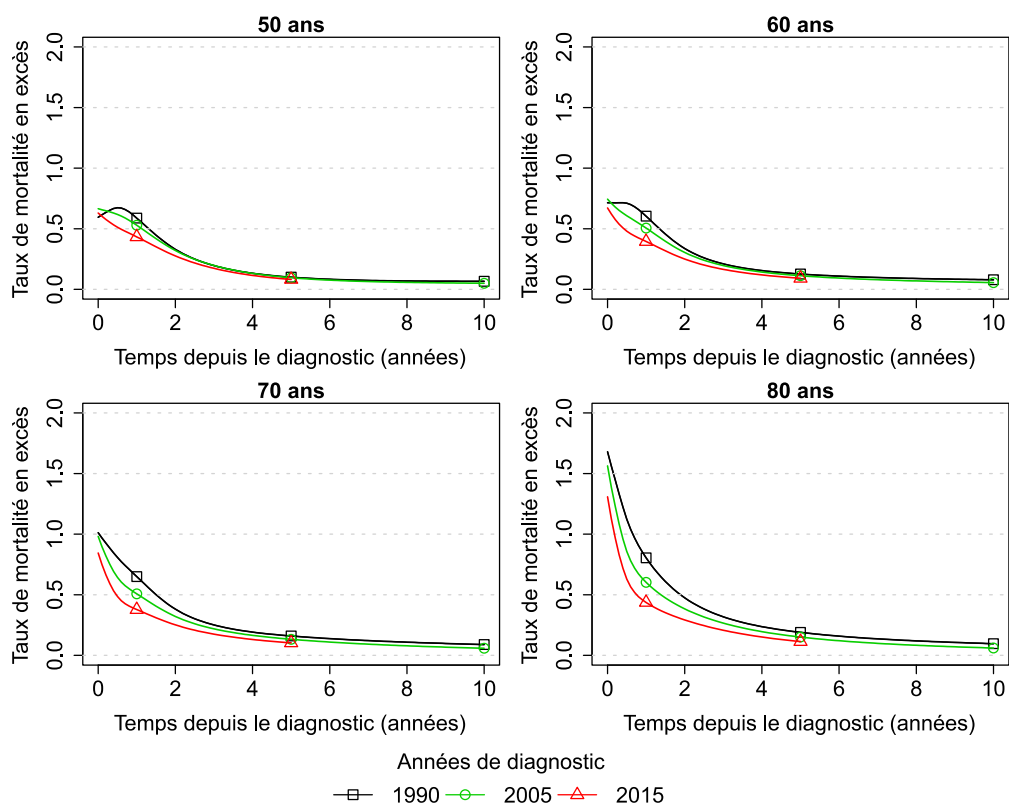 50 ans
60 ans
Taux de mortalité en excès
2.0
1.5
1.0
0.5
0.0
0 2 4 6 8 10
Temps depuis le diagnostic (années)
Taux de mortalité en excès
2.0
1.5
1.0
0.5
0.0
0 2 4 6 8 10
Temps depuis le diagnostic (années)
70 ans
80 ans
Taux de mortalité en excès
2.0
1.5
1.0
0.5
0.0
0 2 4 6 8 10
Temps depuis le diagnostic (années)
Taux de mortalité en excès
2.0
1.5
1.0
0.5
0.0
0 2 4 6 8 10
Temps depuis le diagnostic (années)
Années de diagnostic
1990 2005 2015